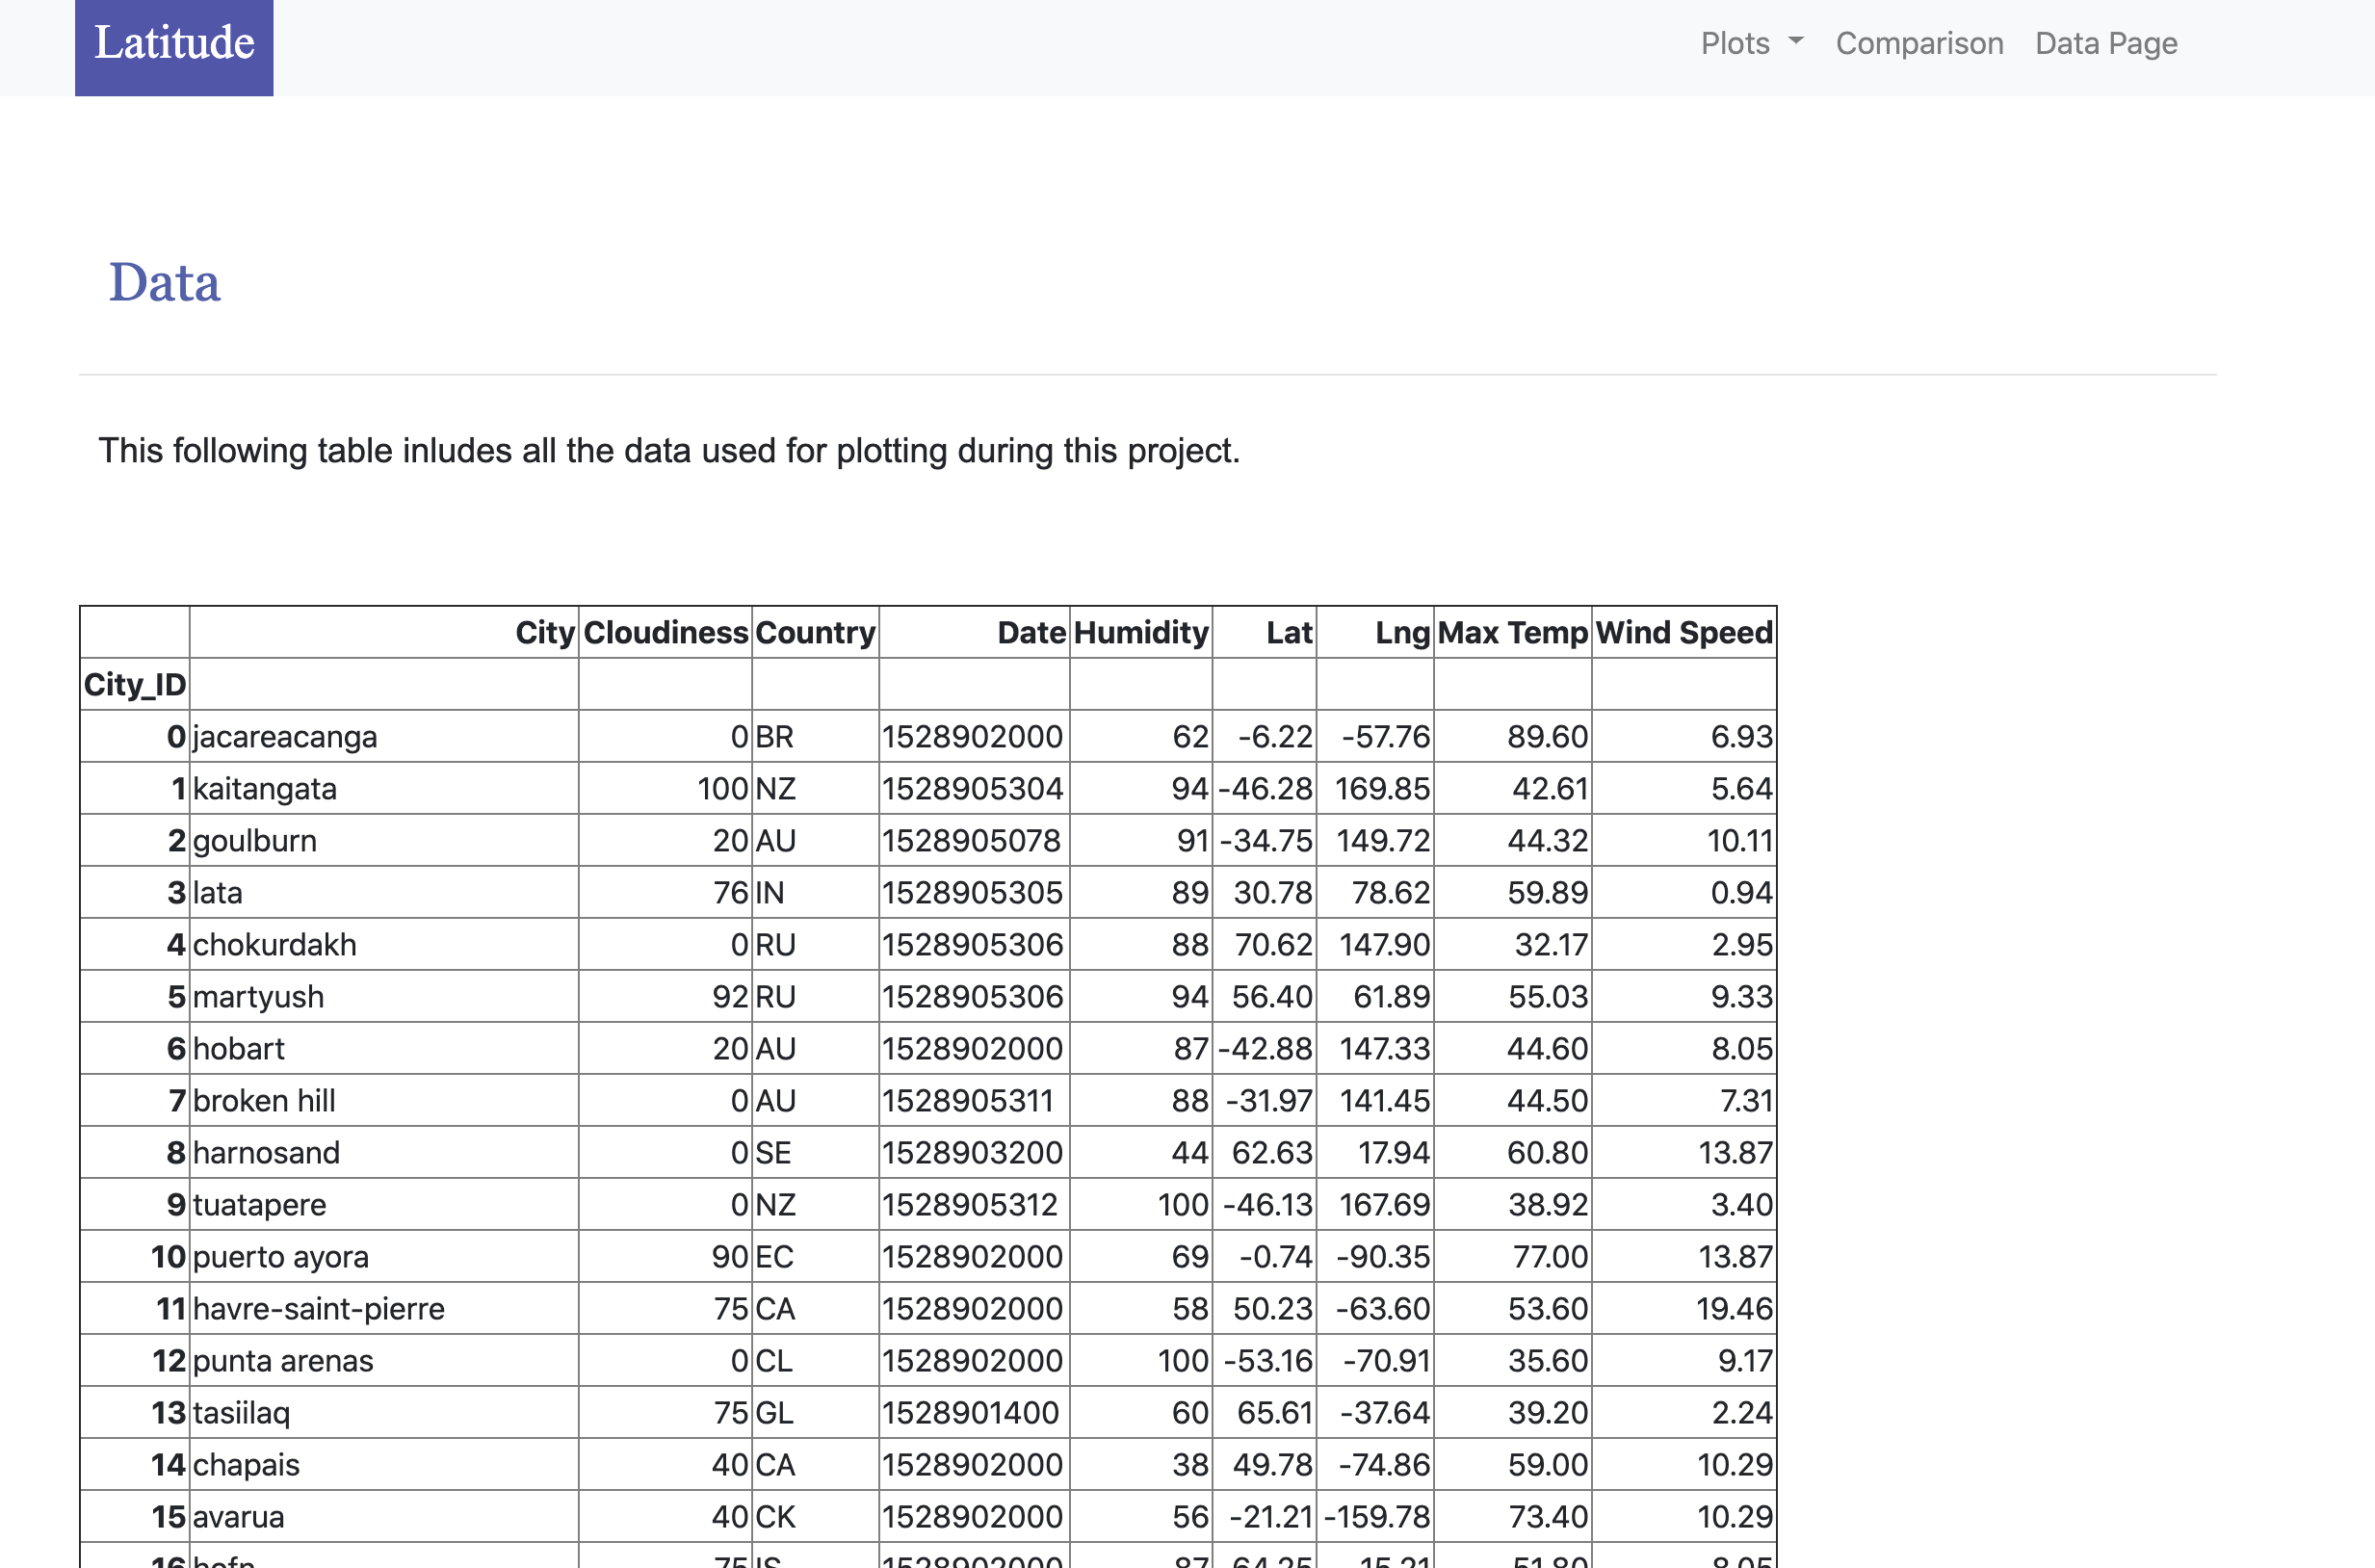 Latitude Plots Comparison Data Page
Data
This following table inludes all the data used for plotting during this project.
City Cloudiness Country Date Humidity Lat Lng Max Temp Wind Speed
City_ID
0 jacareacanga 0 BR 1528902000 62 -6.22 -57.76 89.60 6.93
1 kaitangata 100 NZ 1528905304 94 -46.28 169.85 42.61 5.64
2 goulburn 20 AU 1528905078 91 -34.75 149.72 44.32 10.11
3 lata 76 IN 1528905305 89 30.78 78.62 59.89 0.94
4 chokurdakh 0 RU 1528905306 88 70.62 147.90 32.17 2.95
5 martyush 92 RU 1528905306 94 56.40 61.89 55.03 9.33
6 hobart 20 AU 1528902000 87 -42.88 147.33 44.60 8.05
7 broken hill 0 AU 1528905311 88 -31.97 141.45 44.50 7.31
8 harnosand 0 SE 1528903200 44 62.63 17.94 60.80 13.87
9 tuatapere 0 NZ 1528905312 100 -46.13 167.69 38.92 3.40
10 puerto ayora 90 EC 1528902000 69 -0.74 -90.35 77.00 13.87
11 havre-saint-pierre 75 CA 1528902000 58 50.23 -63.60 53.60 19.46
12 punta arenas 0 CL 1528902000 100 -53.16 -70.91 35.60 9.17
13 tasiilaq 75 GL 1528901400 60 65.61 -37.64 39.20 2.24
14 chapais 40 CA 1528902000 38 49.78 -74.86 59.00 10.29
15 avarua 40 CK 1528902000 56 -21.21 -159.78 73.40 10.29
16 hofn 75 IS 1528902000 87 64.25 15.21 51.80 8.05